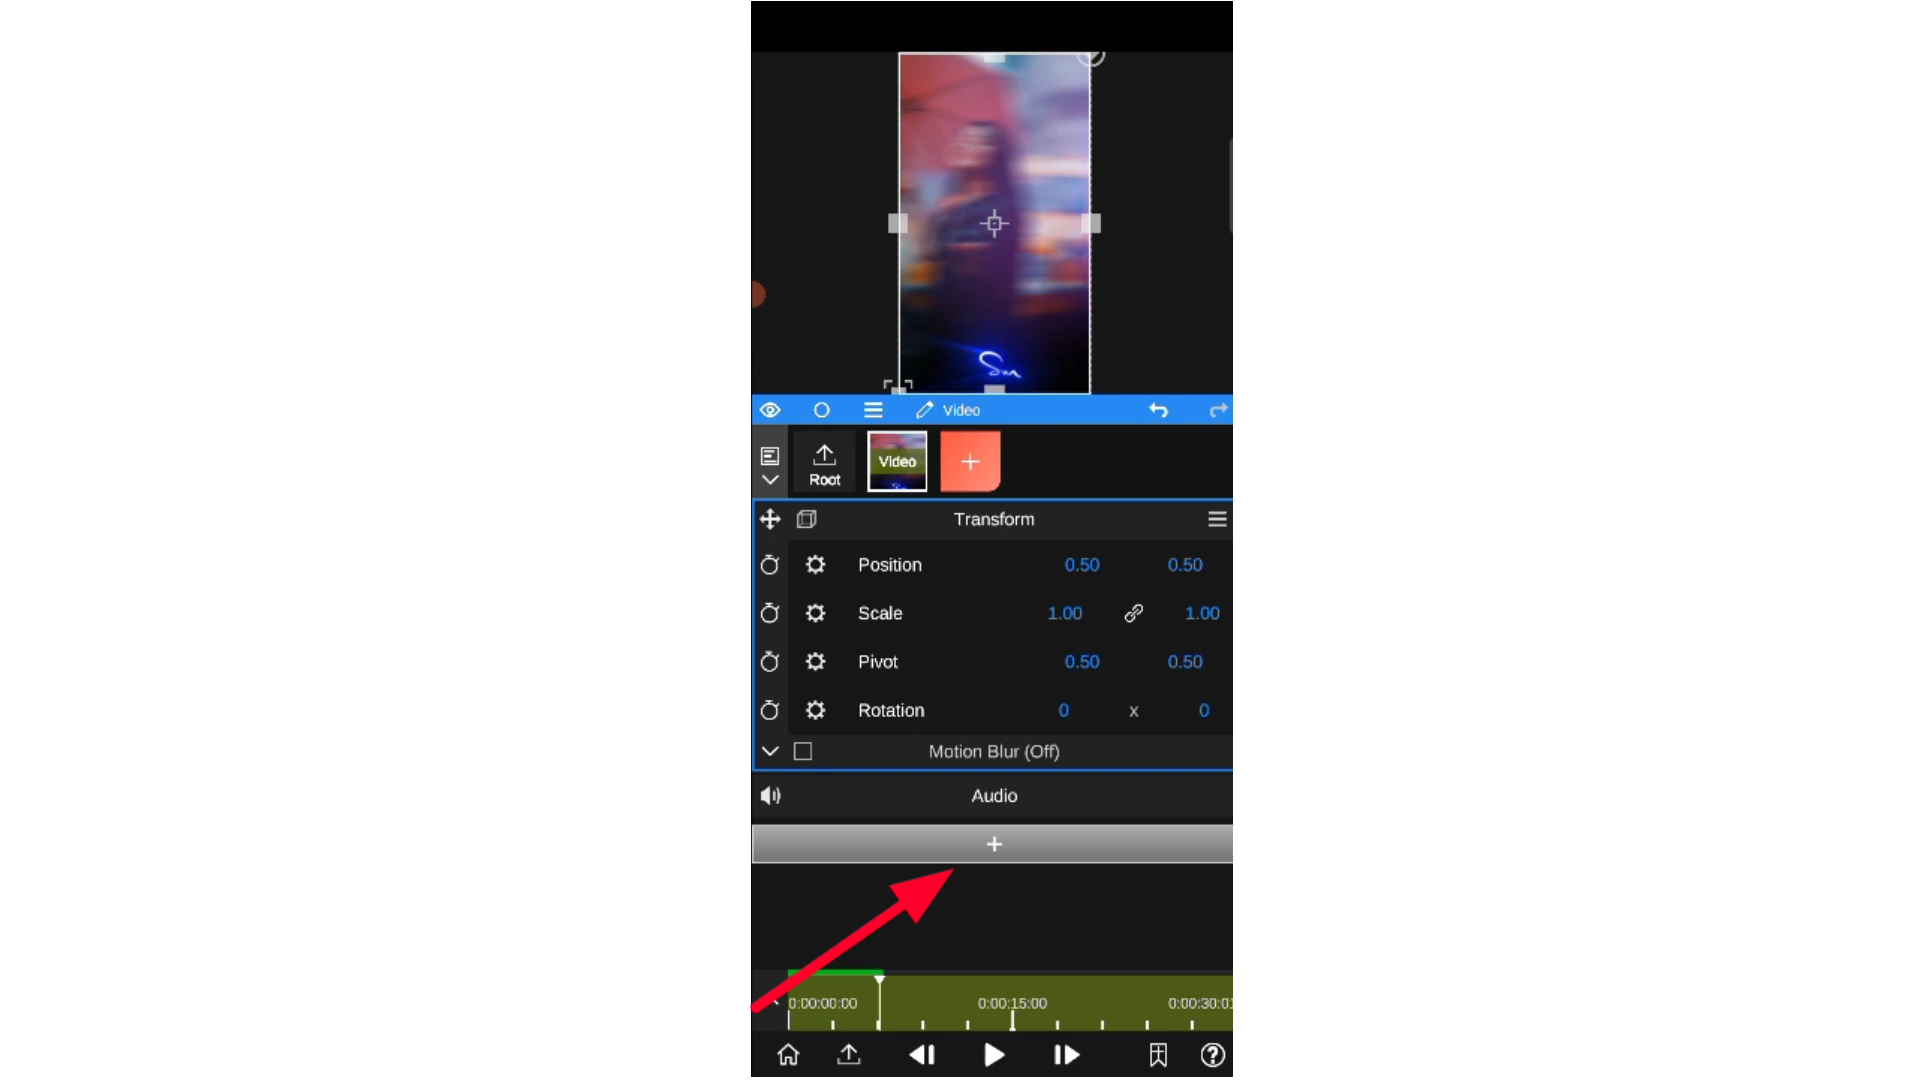 Sun
Video
Root
Video
+
Transform
Position 0.50 0.50
Scale 1.00 1.00
Pivot 0.50 0.50
Rotation 0 x 0
Motion Blur (Off)
Audio
+
0:00:00:00 0:00:15:00 0:00:30:0